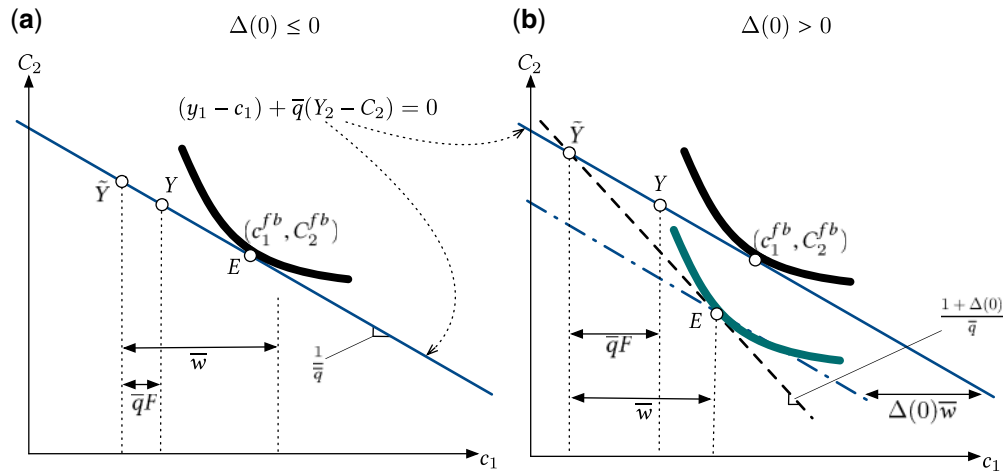 (a)
Δ(0) ≤ 0
C₂
(y₁ – c₁) + q̅(Y₂ – C₂) = 0
Ỹ
Y
(c₁^{fb}, C₂^{fb})
E
w̅
q̅F
1/q̅
c₁
(b)
Δ(0) > 0
C₂
Ỹ
Y
(c₁^{fb}, C₂^{fb})
E
(1 + Δ(0))/q̅
q̅F
w̅
Δ(0)w̅
c₁